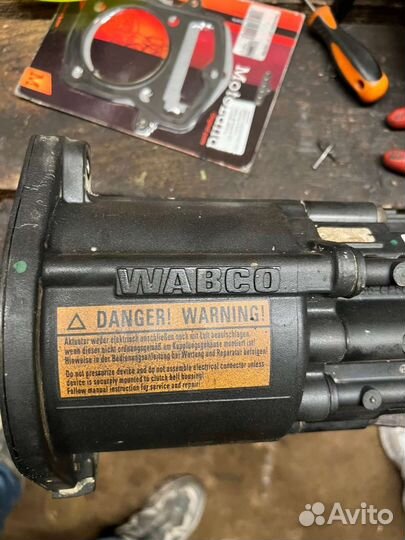 WABCO
⚠ DANGER! WARNING!
Aktuator weder elektrisch anschließen noch mit Luft beaufschlagen
wenn dieser nicht ordnungsgemäß am Kupplungsgehäuse montiert ist!
Hinweise in der Bedienungsanleitung bei Wartung und Reparatur befolgen!
Do not pressurize device and do not assemble electrical connector unless
device is securely mounted to clutch bell housing!
Follow manual instruction for service and repair!
Avito